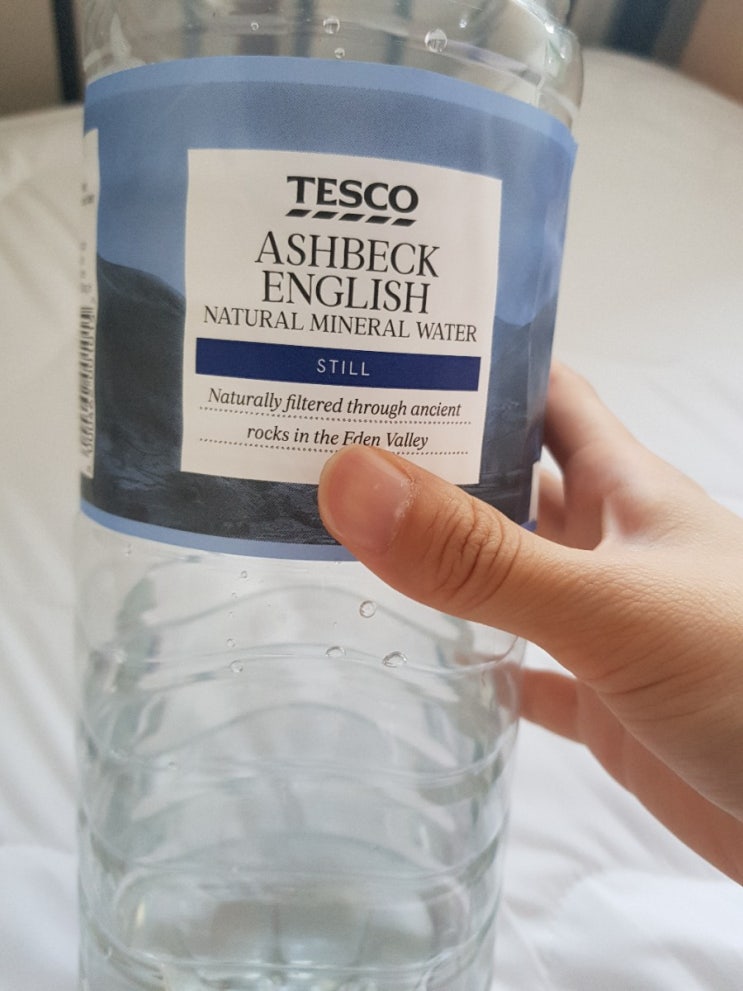 TESCO
ASHBECK
ENGLISH
NATURAL MINERAL WATER
STILL
Naturally filtered through ancient
rocks in the Eden Valley